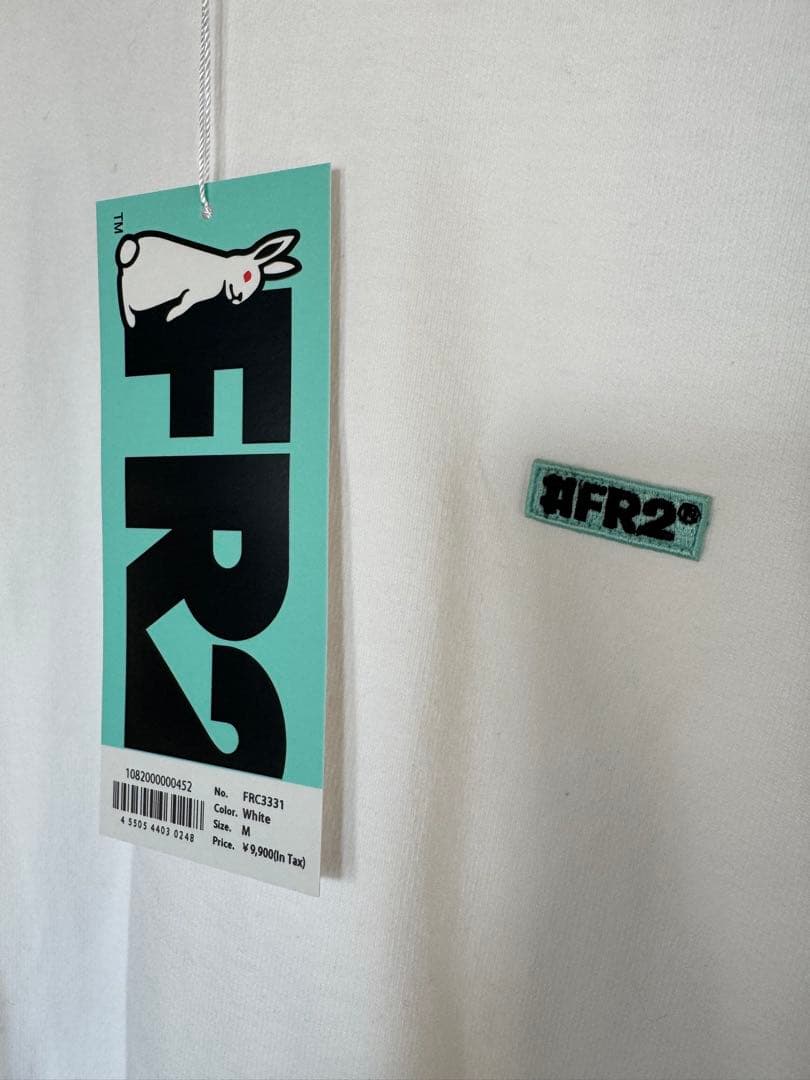 TM
FR2
#FR2®
1082000000452
4 5505 4403 0248
No. FRC3331
Color. White
Size. M
Price. ¥9,900(In Tax)